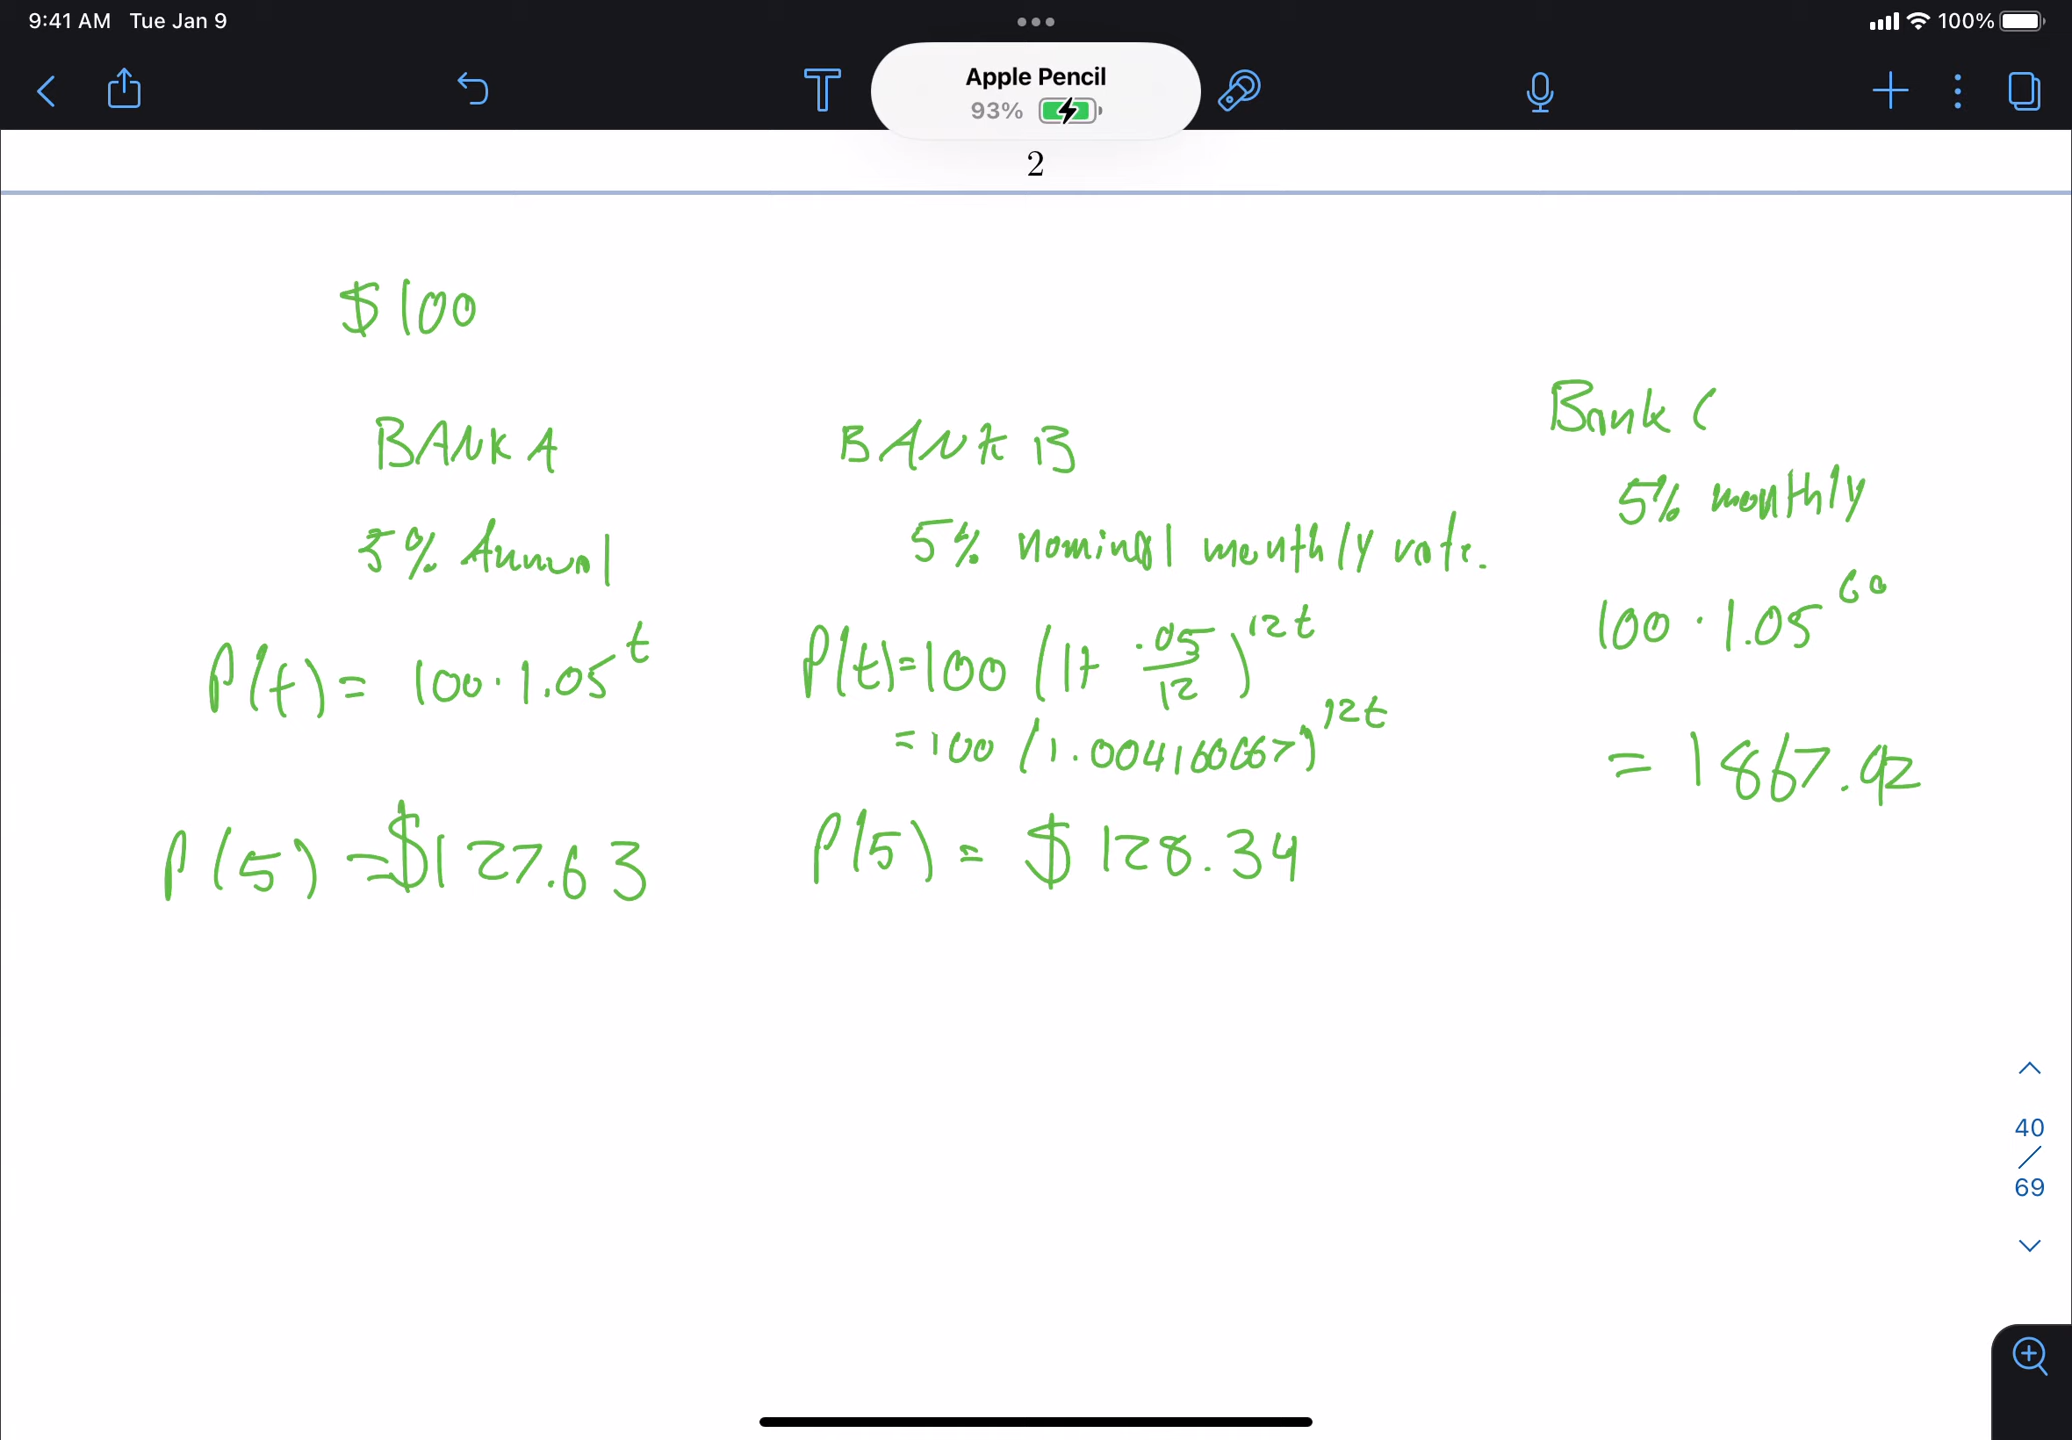 9:41 AM Tue Jan 9
100%
Apple Pencil
93%
2
$100
BANK A
5% Annual
P(t) = 100 · 1.05^t
P(5) = $127.63
BANK B
5% nominal monthly rate.
P(t) = 100 (1 + .05/12)^12t
= 100 (1.004166667)^12t
P(5) = $128.34
Bank C
5% monthly
100 · 1.05^60
= 1867.92
40
/
69